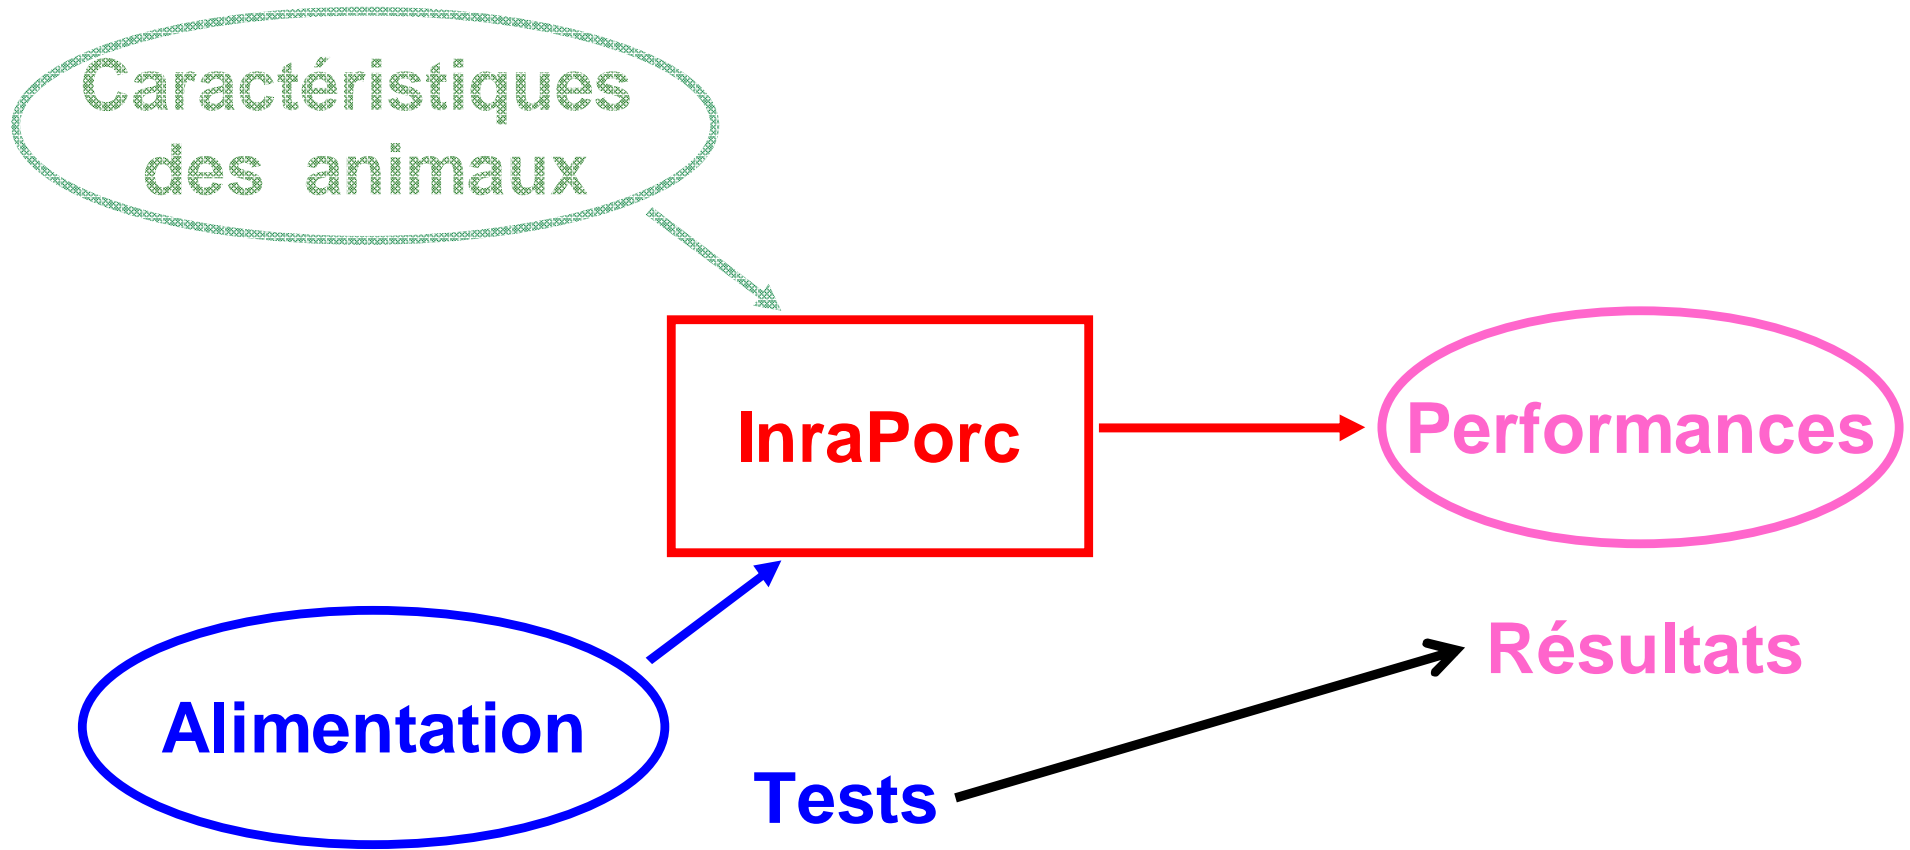 Caractéristiques
des animaux
InraPorc
Performances
Résultats
Alimentation
Tests